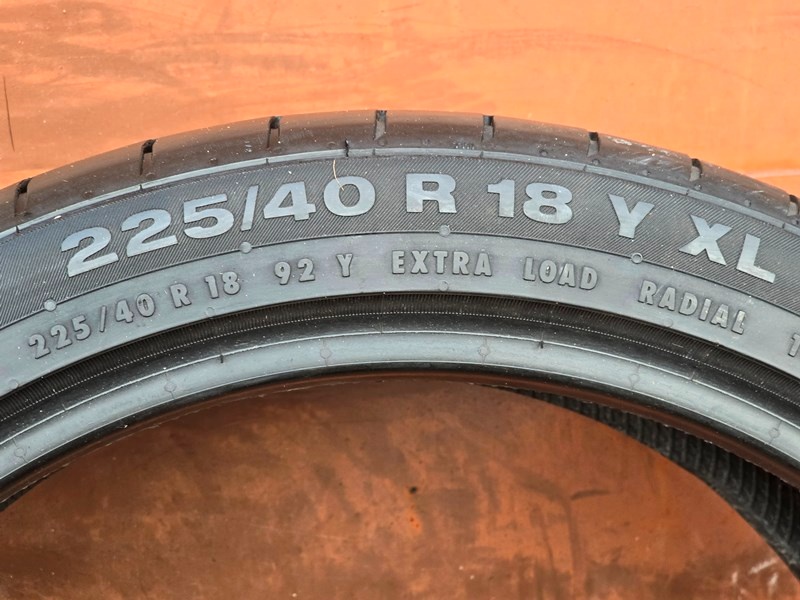 225/40 R 18 Y XL
225/40 R 18 92 Y EXTRA LOAD RADIAL